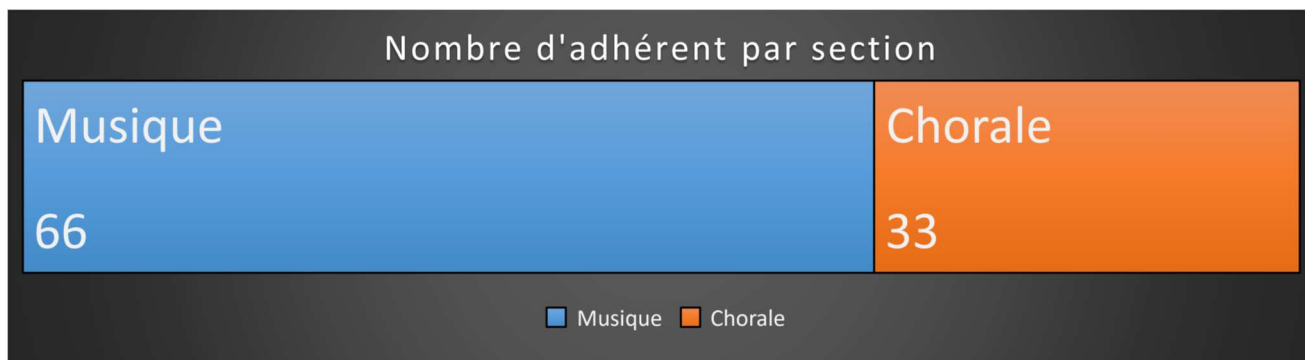 Nombre d'adhérent par section
Musique
66
Chorale
33
Musique Chorale